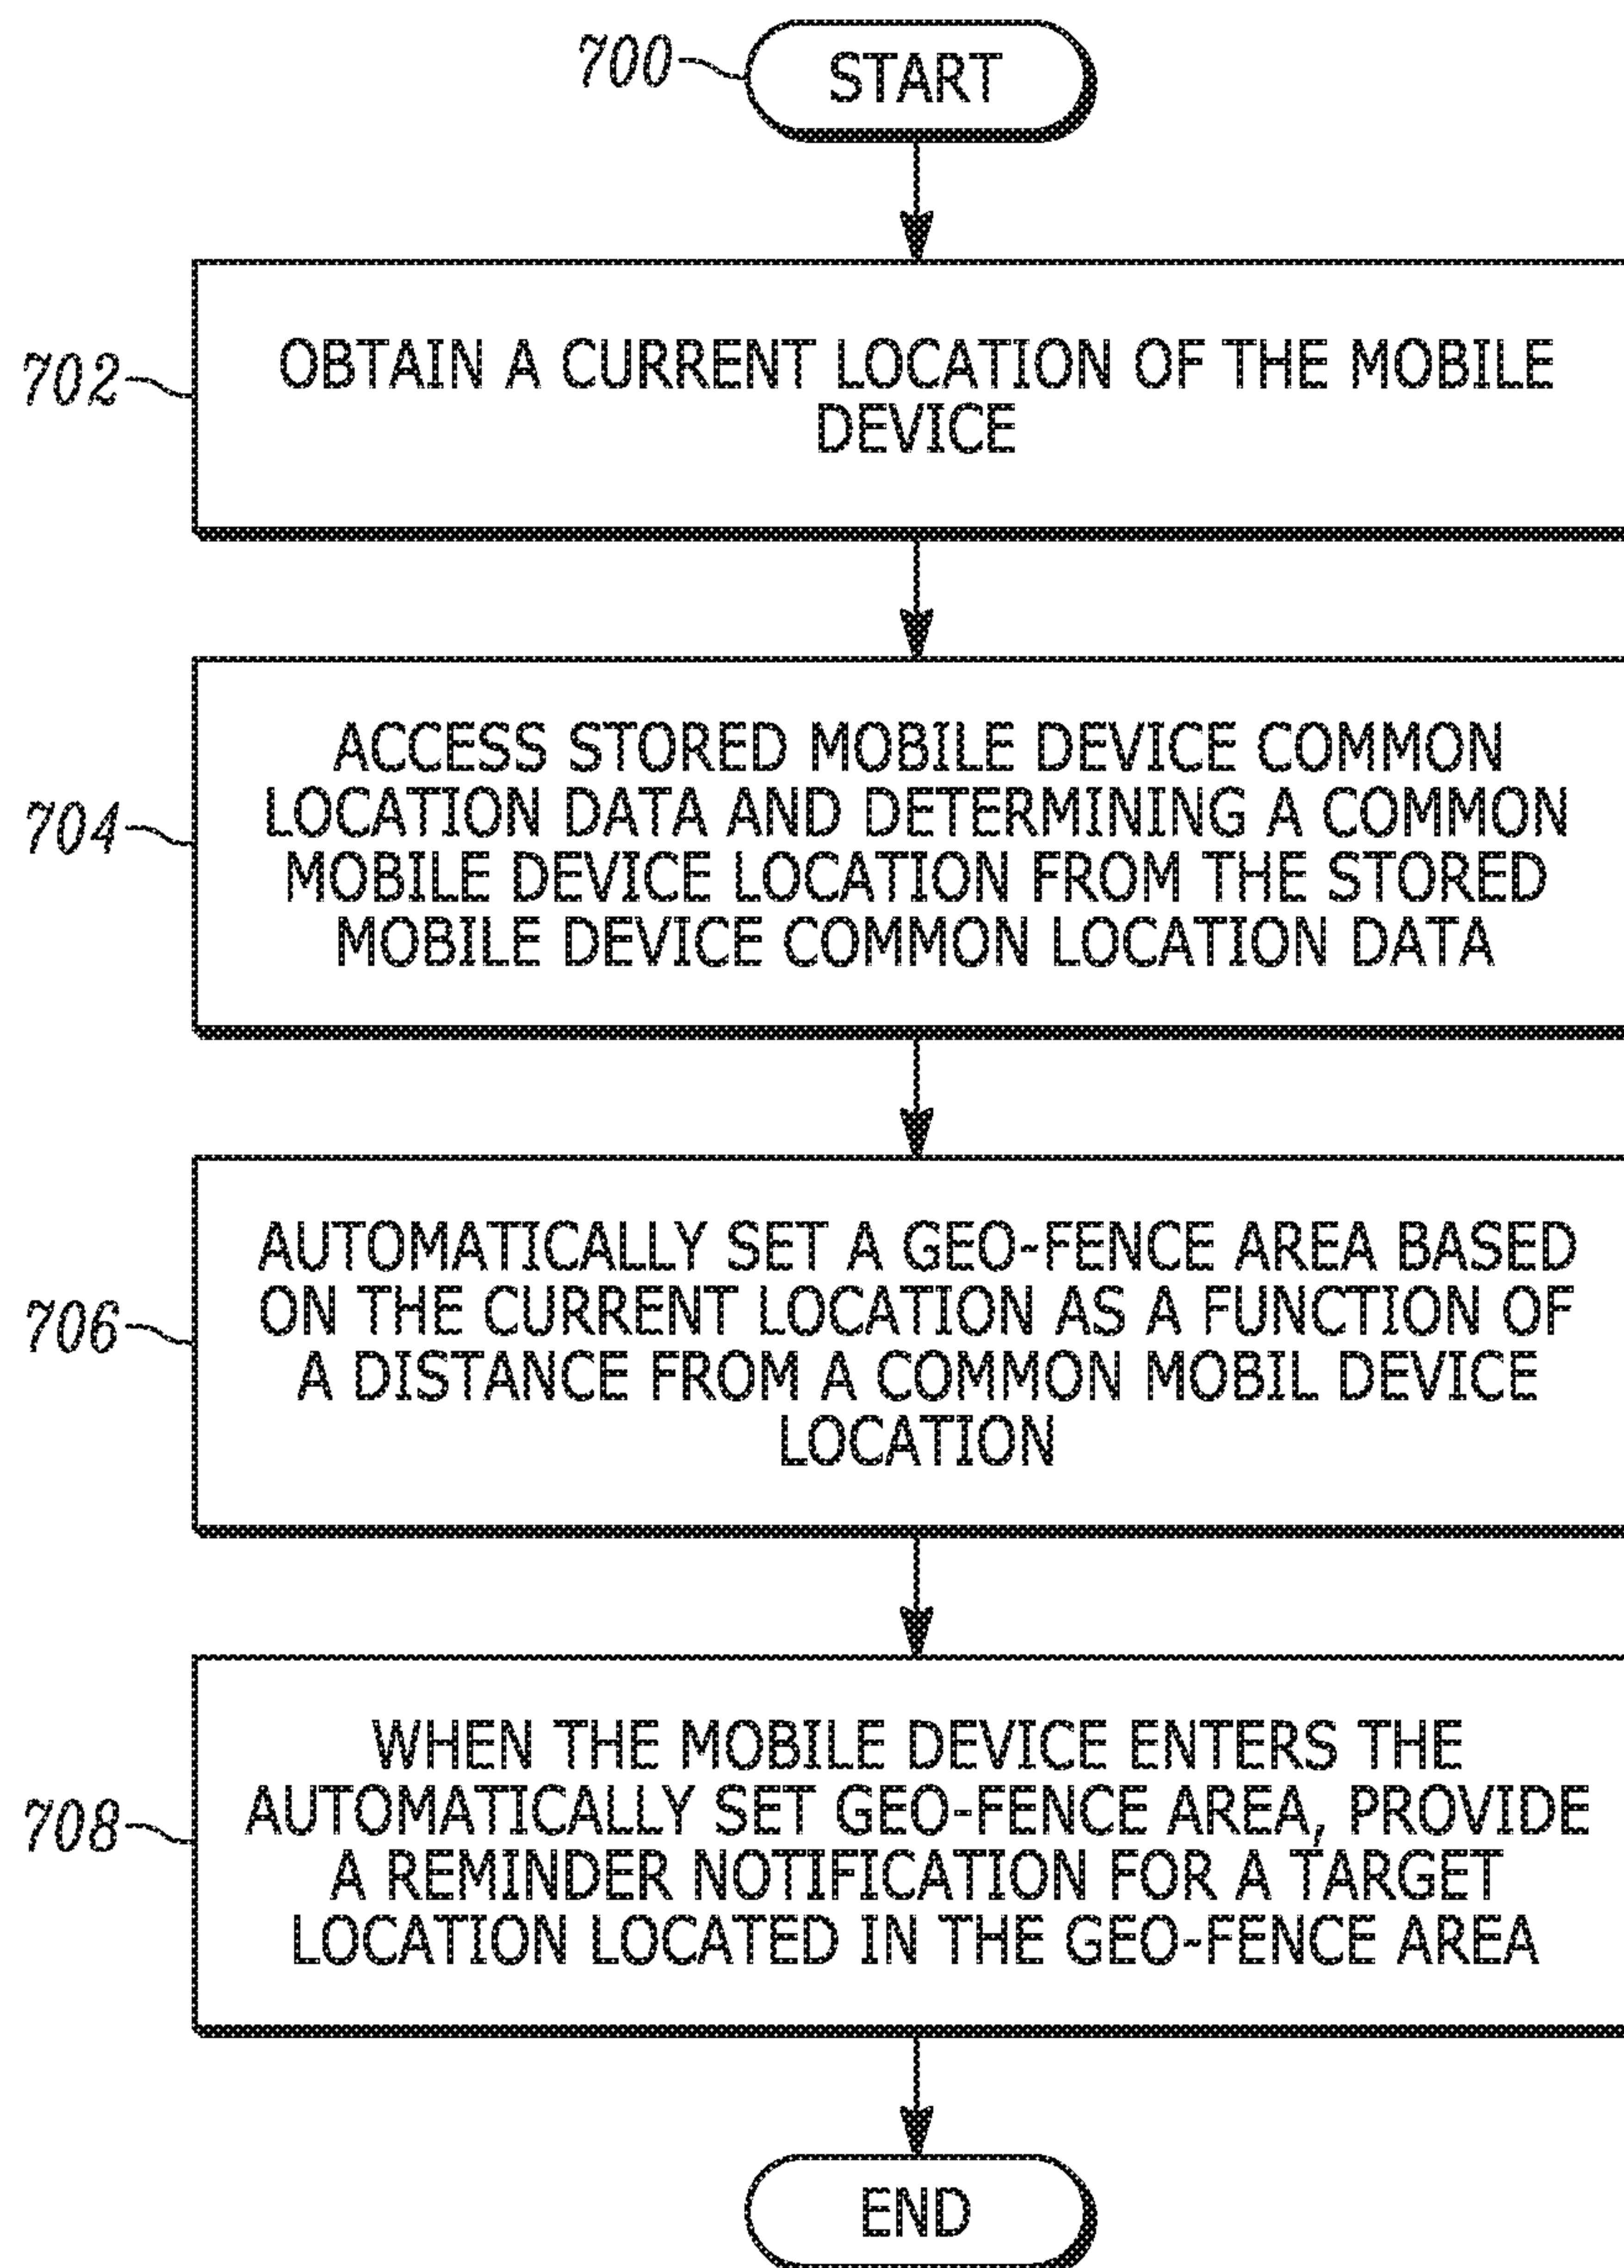 700
START
702
OBTAIN A CURRENT LOCATION OF THE MOBILE
DEVICE
704
ACCESS STORED MOBILE DEVICE COMMON
LOCATION DATA AND DETERMINING A COMMON
MOBILE DEVICE LOCATION FROM THE STORED
MOBILE DEVICE COMMON LOCATION DATA
706
AUTOMATICALLY SET A GEO-FENCE AREA BASED
ON THE CURRENT LOCATION AS A FUNCTION OF
A DISTANCE FROM A COMMON MOBIL DEVICE
LOCATION
708
WHEN THE MOBILE DEVICE ENTERS THE
AUTOMATICALLY SET GEO-FENCE AREA, PROVIDE
A REMINDER NOTIFICATION FOR A TARGET
LOCATION LOCATED IN THE GEO-FENCE AREA
END